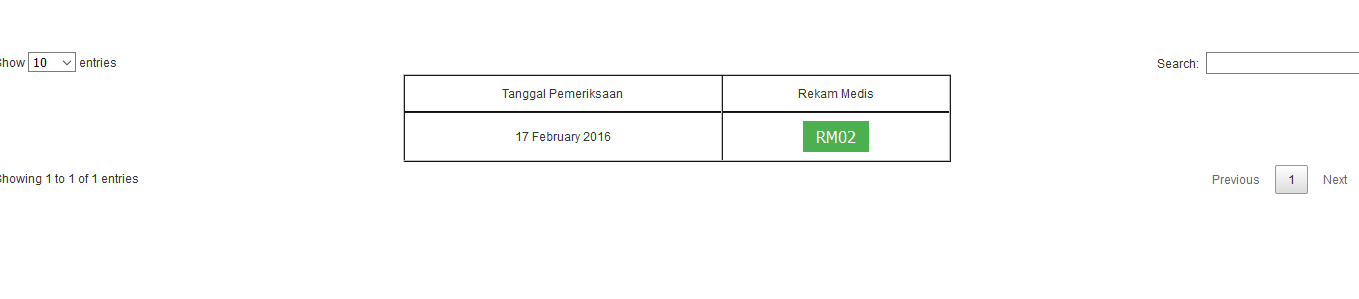 Show 10 entries
Search:
Tanggal Pemeriksaan Rekam Medis
17 February 2016 RM02
Showing 1 to 1 of 1 entries
Previous 1 Next